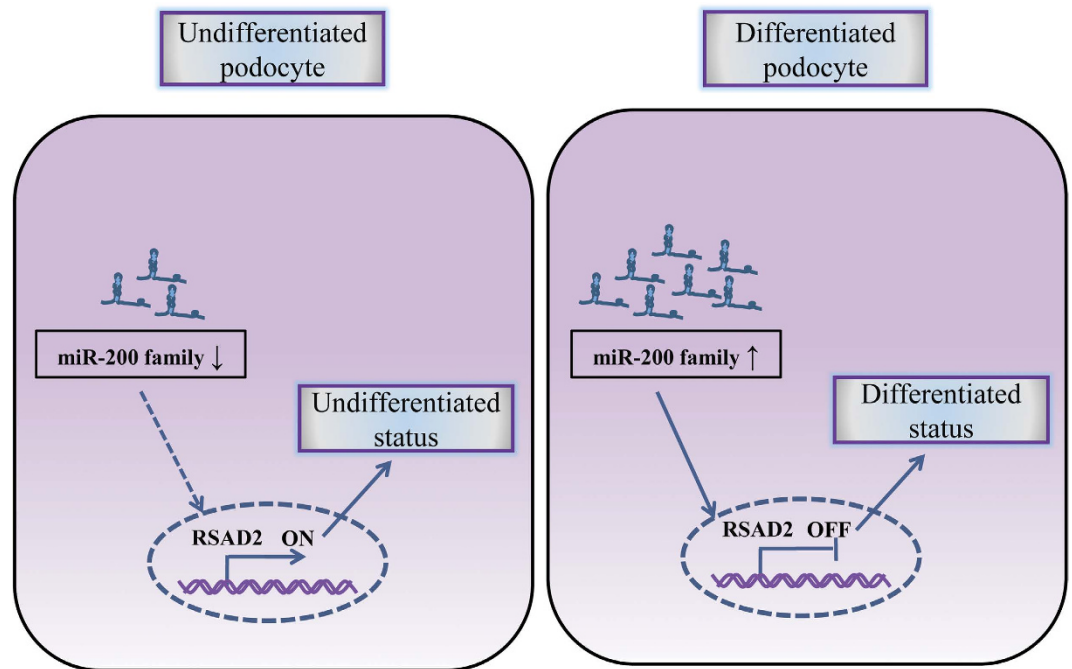 Undifferentiated
podocyte
miR-200 family ↓
Undifferentiated
status
RSAD2 ON
Differentiated
podocyte
miR-200 family ↑
Differentiated
status
RSAD2 OFF